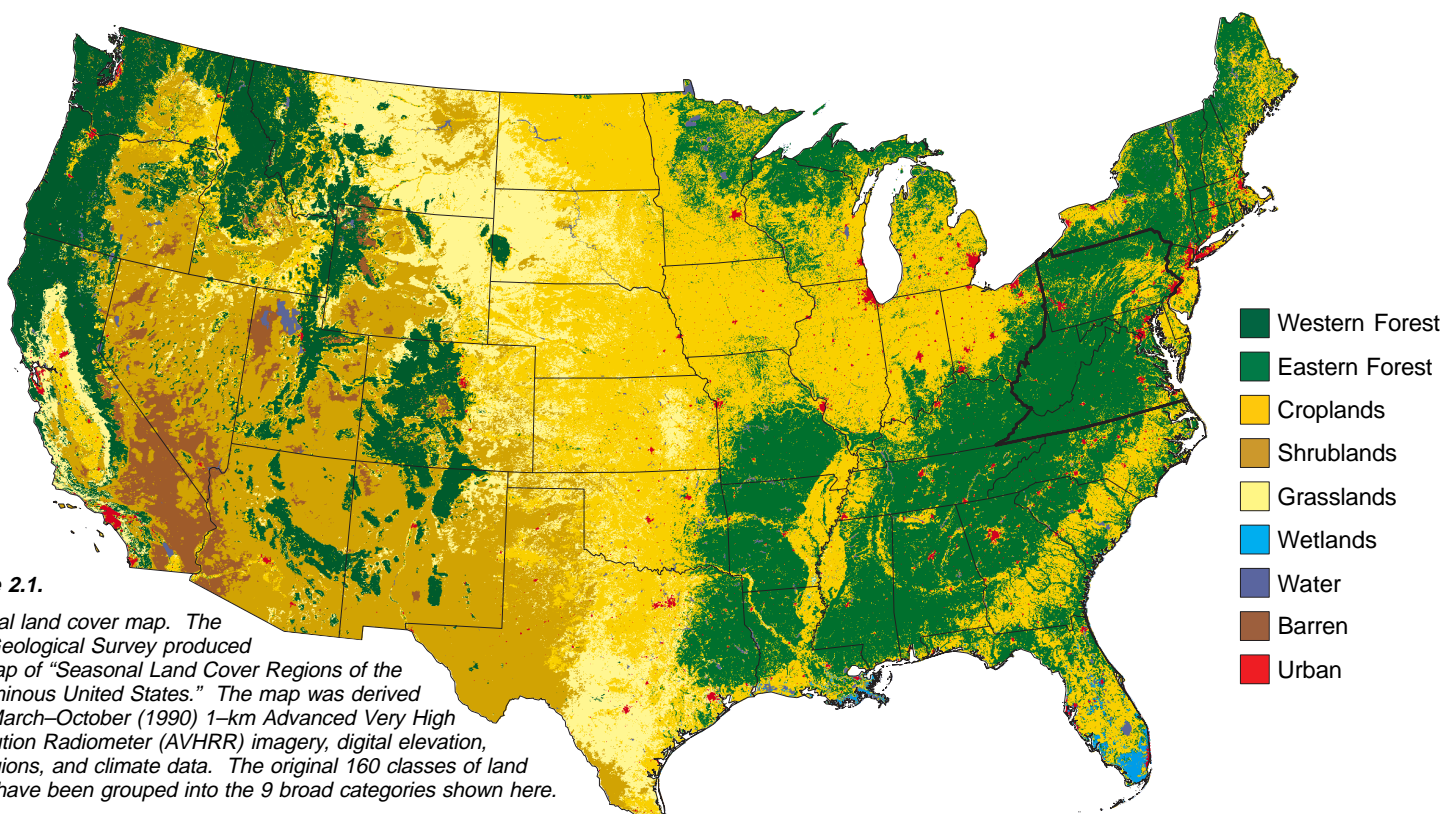 Western Forest
Eastern Forest
Croplands
Shrublands
Grasslands
Wetlands
Water
Barren
Urban
2.1.
al land cover map. The
Geological Survey produced
ap of “Seasonal Land Cover Regions of the
minous United States.” The map was derived
March–October (1990) 1–km Advanced Very High
ution Radiometer (AVHRR) imagery, digital elevation,
gions, and climate data. The original 160 classes of land
have been grouped into the 9 broad categories shown here.